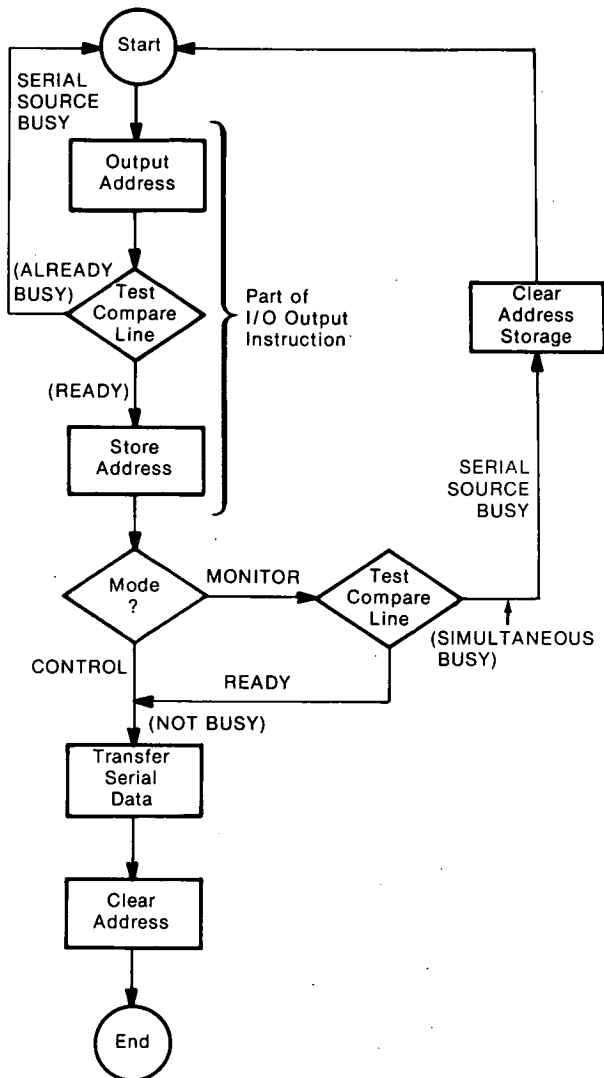 Start
SERIAL
SOURCE
BUSY
Output
Address
(ALREADY
BUSY)
Test
Compare
Line
Part of
I/O Output
Instruction
Clear
Address
Storage
(READY)
Store
Address
SERIAL
SOURCE
BUSY
Mode
?
MONITOR
Test
Compare
Line
(SIMULTANEOUS
BUSY)
CONTROL
READY
(NOT BUSY)
Transfer
Serial
Data
Clear
Address
End